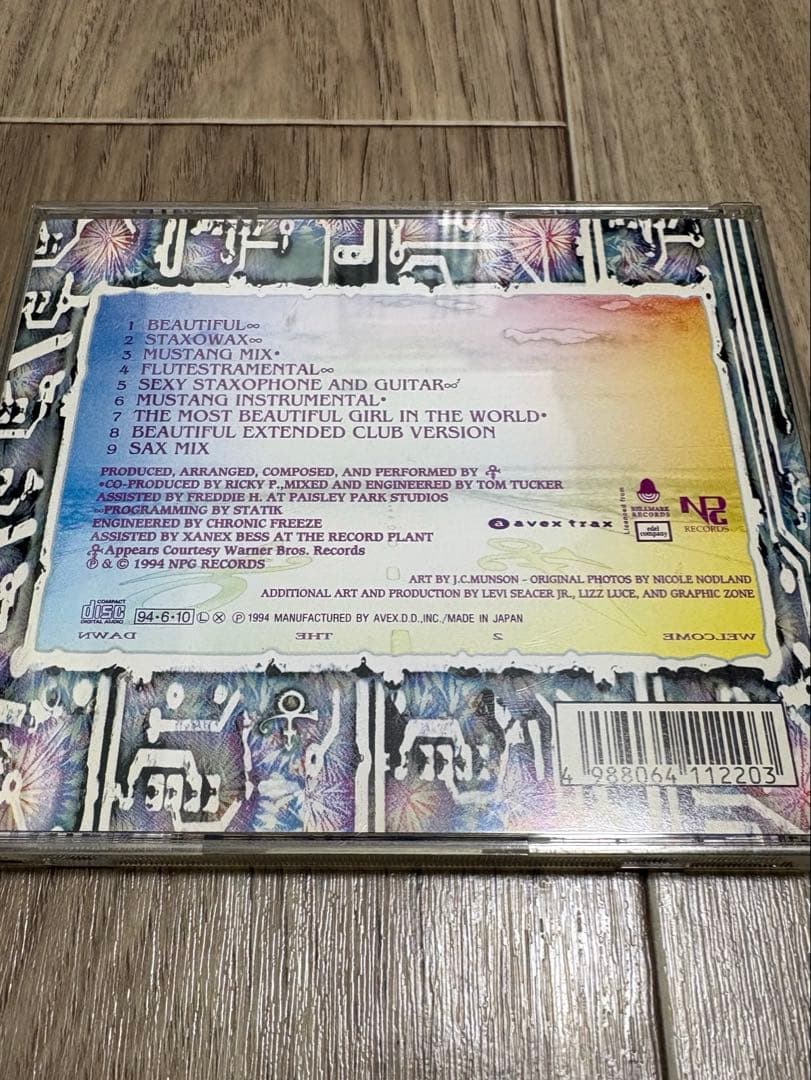 1 BEAUTIFUL∞
2 STAXOWAX∞
3 MUSTANG MIX•
4 FLUTESTRAMENTAL∞
5 SEXY STAXOPHONE AND GUITAR∞
6 MUSTANG INSTRUMENTAL•
7 THE MOST BEAUTIFUL GIRL IN THE WORLD•
8 BEAUTIFUL EXTENDED CLUB VERSION
9 SAX MIX
PRODUCED, ARRANGED, COMPOSED, AND PERFORMED BY
•CO-PRODUCED BY RICKY P.,MIXED AND ENGINEERED BY TOM TUCKER
ASSISTED BY FREDDIE H. AT PAISLEY PARK STUDIOS
∞PROGRAMMING BY STATIK
ENGINEERED BY CHRONIC FREEZE
ASSISTED BY XANEX BESS AT THE RECORD PLANT
Appears Courtesy Warner Bros. Records
℗ & © 1994 NPG RECORDS
a avex trax
Licensed from
BELLMARK
RECORDS
edel
company
NPG
RECORDS
ART BY J.C.MUNSON - ORIGINAL PHOTOS BY NICOLE NODLAND
ADDITIONAL ART AND PRODUCTION BY LEVI SEACER JR., LIZZ LUCE, AND GRAPHIC ZONE
COMPACT
disc
DIGITAL AUDIO
94•6•10 Ⓛ Ⓧ ℗ 1994 MANUFACTURED BY AVEX.D.D.,INC./MADE IN JAPAN
DAWN THE 2 WELCOME
4 988064 112203